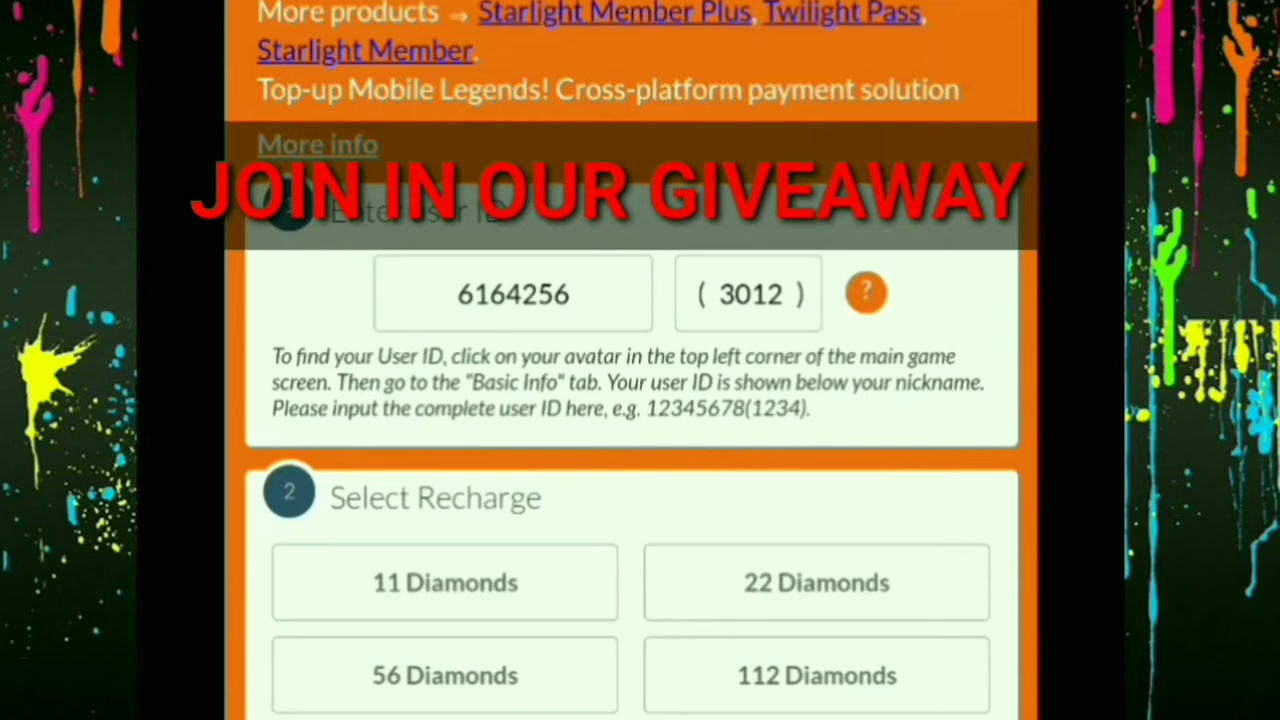 More products → Starlight Member Plus, Twilight Pass,
Starlight Member.
Top-up Mobile Legends! Cross-platform payment solution
More info
JOIN IN OUR GIVEAWAY
Enter User ID
6164256
( 3012 )
?
To find your User ID, click on your avatar in the top left corner of the main game
screen. Then go to the "Basic Info" tab. Your user ID is shown below your nickname.
Please input the complete user ID here, e.g. 12345678(1234).
2
Select Recharge
11 Diamonds
22 Diamonds
56 Diamonds
112 Diamonds